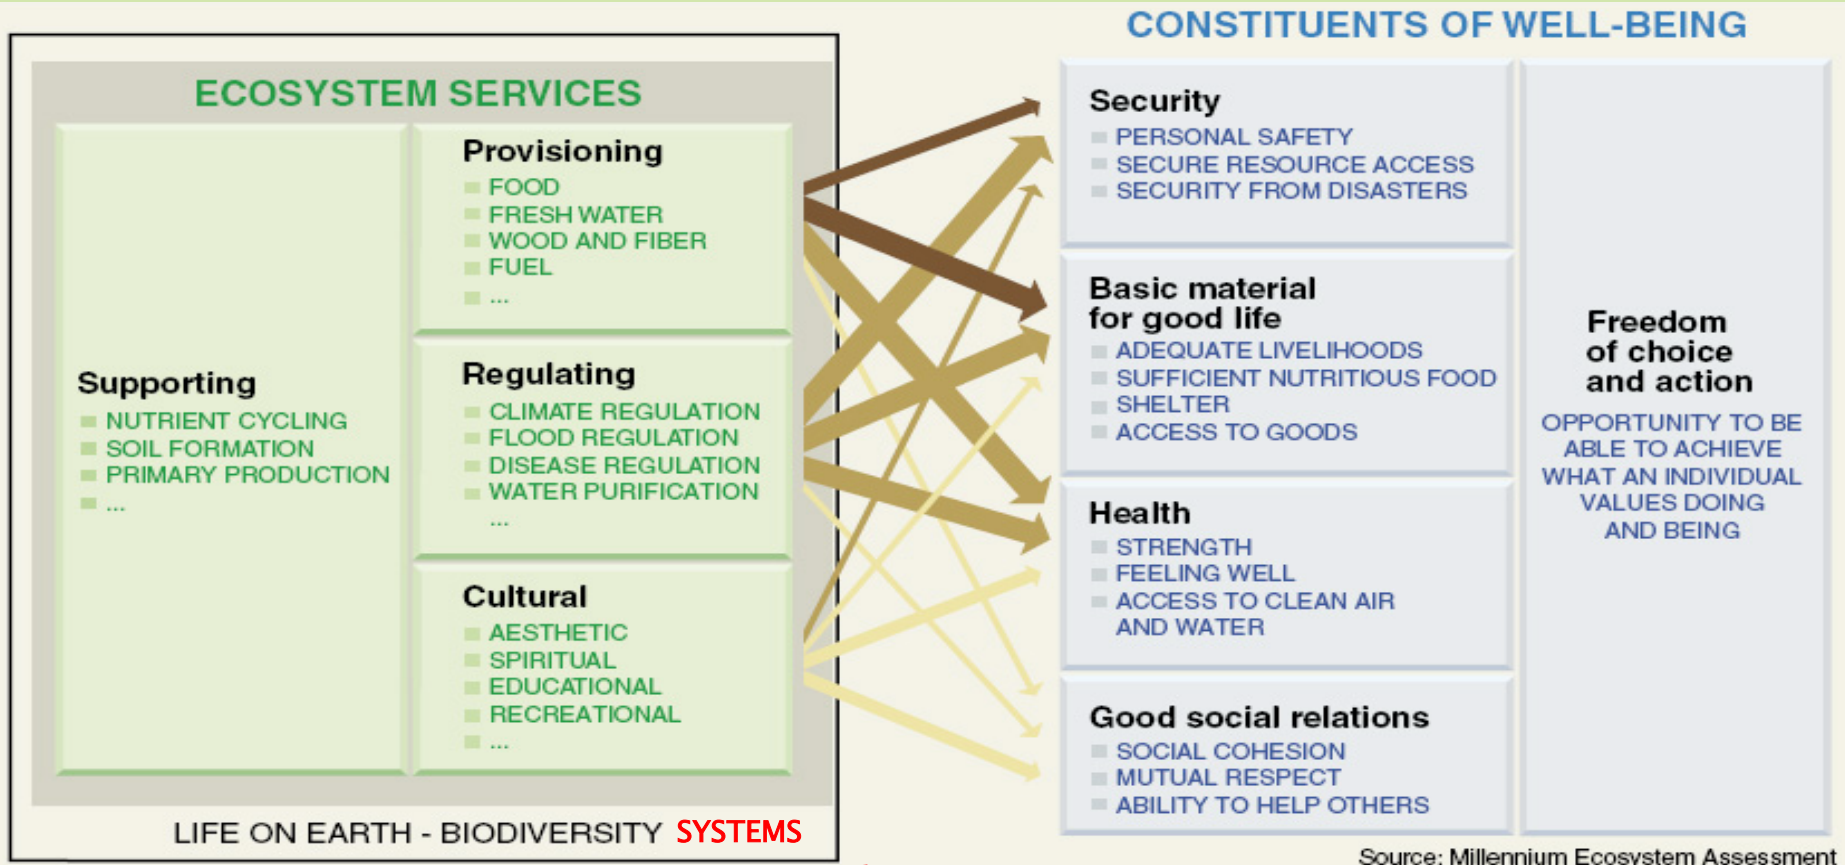 ECOSYSTEM SERVICES
Supporting
NUTRIENT CYCLING
SOIL FORMATION
PRIMARY PRODUCTION
...
Provisioning
FOOD
FRESH WATER
WOOD AND FIBER
FUEL
...
Regulating
CLIMATE REGULATION
FLOOD REGULATION
DISEASE REGULATION
WATER PURIFICATION
...
Cultural
AESTHETIC
SPIRITUAL
EDUCATIONAL
RECREATIONAL
...
LIFE ON EARTH - BIODIVERSITY SYSTEMS
CONSTITUENTS OF WELL-BEING
Security
PERSONAL SAFETY
SECURE RESOURCE ACCESS
SECURITY FROM DISASTERS
Basic material
for good life
ADEQUATE LIVELIHOODS
SUFFICIENT NUTRITIOUS FOOD
SHELTER
ACCESS TO GOODS
Health
STRENGTH
FEELING WELL
ACCESS TO CLEAN AIR
AND WATER
Good social relations
SOCIAL COHESION
MUTUAL RESPECT
ABILITY TO HELP OTHERS
Freedom
of choice
and action
OPPORTUNITY TO BE
ABLE TO ACHIEVE
WHAT AN INDIVIDUAL
VALUES DOING
AND BEING
Source: Millennium Ecosystem Assessment